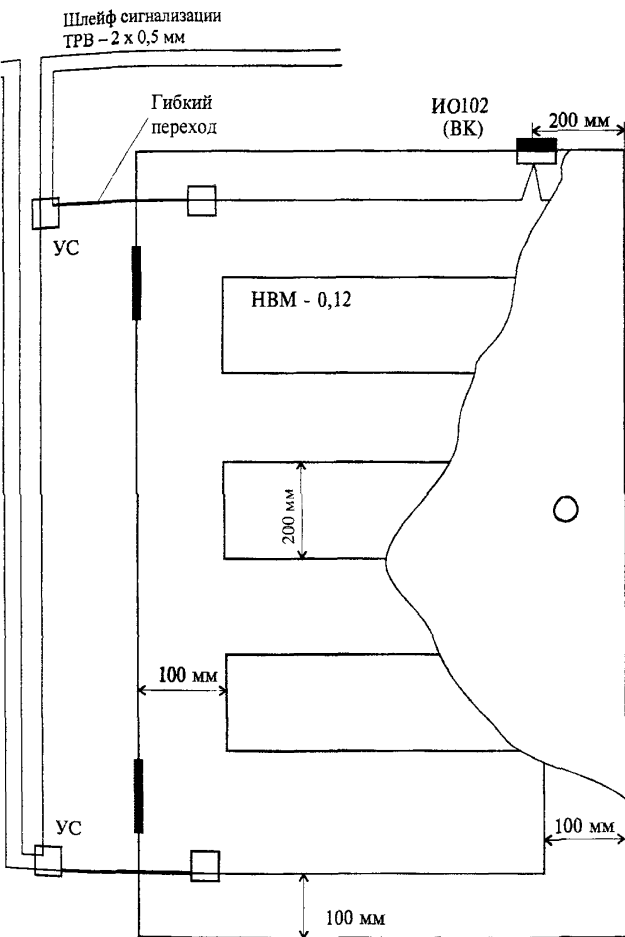 Шлейф сигнализации
ТРВ – 2 х 0,5 мм
Гибкий
переход
ИО102
(ВК)
200 мм
УС
НВМ - 0,12
200 мм
100 мм
УС
100 мм
100 мм